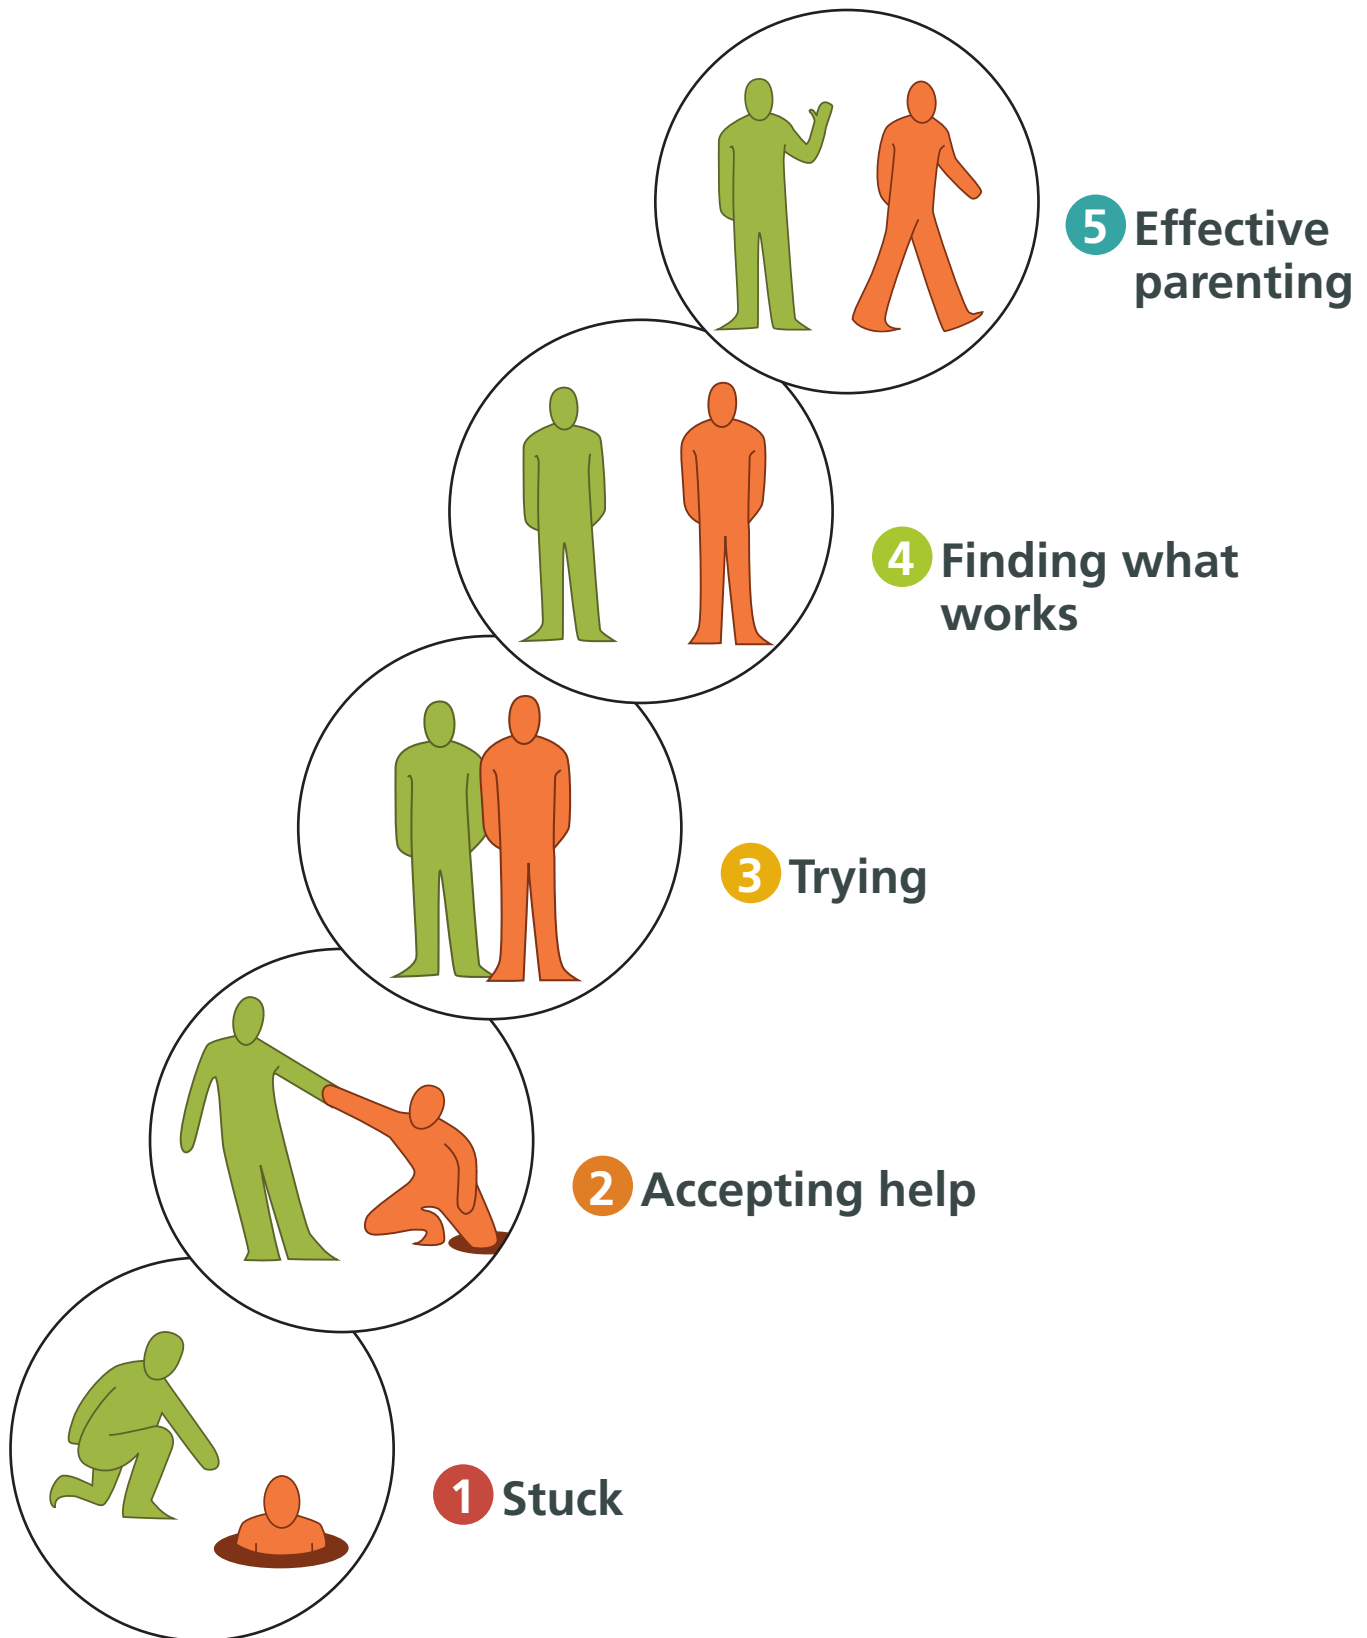 5 Effective
parenting
4 Finding what
works
3 Trying
2 Accepting help
1 Stuck